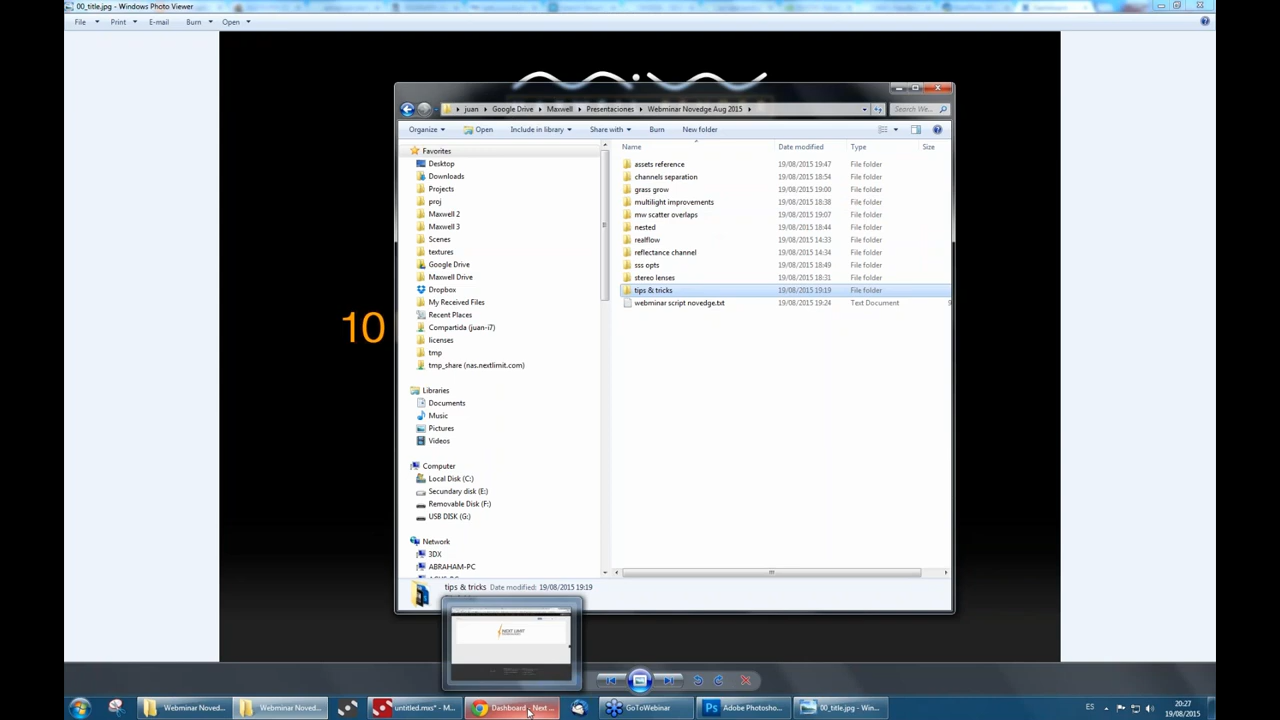 00_title.jpg - Windows Photo Viewer
File Print E-mail Burn Open
juan Google Drive Maxwell Presentaciones Webminar Novedge Aug 2015 Search We...
Organize Open Include in library Share with Burn New folder
Name Date modified Type Size
Favorites
Desktop
Downloads
Projects
proj
Maxwell 2
Maxwell 3
Scenes
textures
Google Drive
Maxwell Drive
Dropbox
My Received Files
Recent Places
Compartida (juan-i7)
licenses
tmp
tmp_share (nas.nextlimit.com)
Libraries
Documents
Music
Pictures
Videos
Computer
Local Disk (C:)
Secundary disk (E:)
Removable Disk (F:)
USB DISK (G:)
Network
3DX
ABRAHAM-PC
assets reference 19/08/2015 19:47 File folder
channels separation 19/08/2015 18:54 File folder
grass grow 19/08/2015 19:00 File folder
multilight improvements 19/08/2015 18:38 File folder
mw scatter overlaps 19/08/2015 19:07 File folder
nested 19/08/2015 18:44 File folder
realflow 19/08/2015 14:33 File folder
reflectance channel 19/08/2015 14:33 File folder
sss opts 19/08/2015 18:49 File folder
stereo lenses 19/08/2015 18:31 File folder
tips & tricks 19/08/2015 19:19 File folder
webminar script novedge.txt 19/08/2015 19:24 Text Document
10
tips & tricks Date modified: 19/08/2015 19:19
NEXT LIMIT
Webminar Noved... Webminar Noved... untitled.mxs* - M... Dashboard - Next ... GoToWebinar Adobe Photosho... 00_title.jpg - Win... ES 20:27
19/08/2015